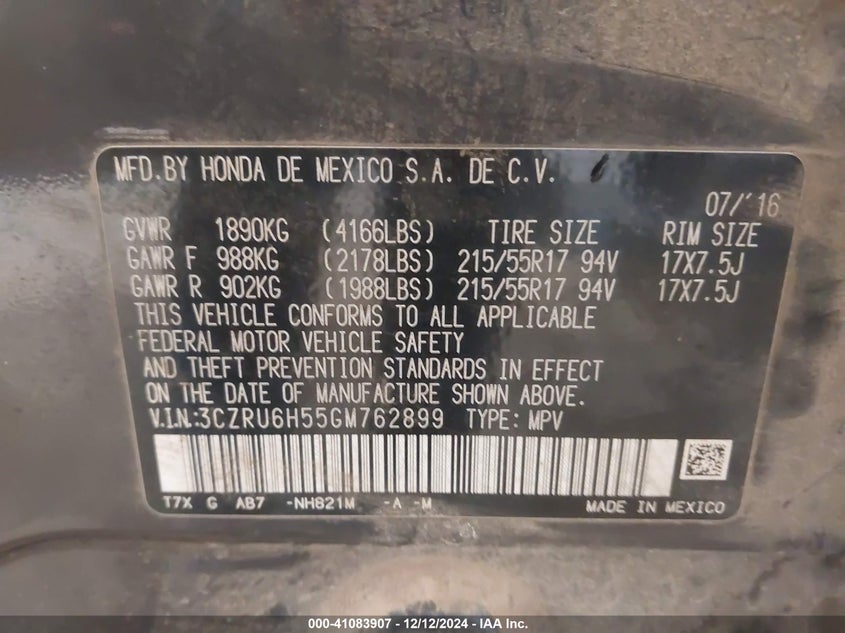 MFD.BY HONDA DE MEXICO S.A. DE C.V.
07/'16
GVWR 1890KG (4166LBS) TIRE SIZE RIM SIZE
GAWR F 988KG (2178LBS) 215/55R17 94V 17X7.5J
GAWR R 902KG (1988LBS) 215/55R17 94V 17X7.5J
THIS VEHICLE CONFORMS TO ALL APPLICABLE
FEDERAL MOTOR VEHICLE SAFETY
AND THEFT PREVENTION STANDARDS IN EFFECT
ON THE DATE OF MANUFACTURE SHOWN ABOVE.
V.I.N.:3CZRU6H55GM762899 TYPE: MPV
T7X G AB7 -NH821M -A -M MADE IN MEXICO
000-41083907 - 12/12/2024 - IAA Inc.